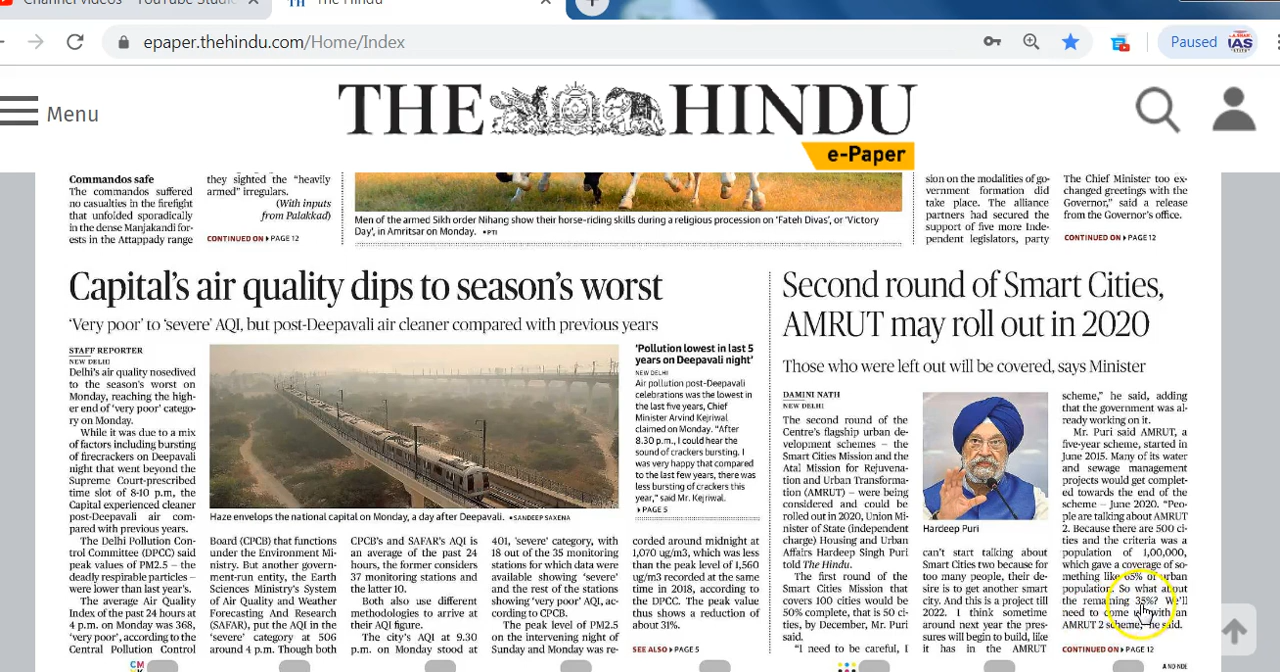 Channel videos - YouTube Studio
The Hindu
epaper.thehindu.com/Home/Index
Paused
IAS
Menu
THE HINDU
e-Paper
Commandos safe
The commandos suffered
no casualties in the firefight
that unfolded sporadically
in the dense Manjakandi for-
ests in the Attappady range
they sighted the "heavily
armed" irregulars.
(With inputs
from Palakkad)
CONTINUED ON PAGE 12
Men of the armed Sikh order Nihang show their horse-riding skills during a religious procession on 'Fateh Divas', or 'Victory
Day', in Amritsar on Monday. •PTI
sion on the modalities of go-
vernment formation did
take place. The alliance
partners had secured the
support of five more Inde-
pendent legislators, party
The Chief Minister too ex-
changed greetings with the
Governor," said a release
from the Governor's office.
CONTINUED ON PAGE 12
Capital's air quality dips to season's worst
'Very poor' to 'severe' AQI, but post-Deepavali air cleaner compared with previous years
STAFF REPORTER
NEW DELHI
Delhi's air quality nosedived
to the season's worst on
Monday, reaching the high-
er end of 'very poor' catego-
ry on Monday.
While it was due to a mix
of factors including bursting
of firecrackers on Deepavali
night that went beyond the
Supreme Court-prescribed
time slot of 8-10 p.m, the
Capital experienced cleaner
post-Deepavali air com-
pared with previous years.
The Delhi Pollution Con-
trol Committee (DPCC) said
peak values of PM2.5 – the
deadly respirable particles –
were lower than last year's.
The average Air Quality
Index of the past 24 hours at
4 p.m. on Monday was 368,
'very poor', according to the
Central Pollution Control
Haze envelops the national capital on Monday, a day after Deepavali. •SANDEEP SAXENA
Board (CPCB) that functions
under the Environment Mi-
nistry. But another govern-
ment-run entity, the Earth
Sciences Ministry's System
of Air Quality and Weather
Forecasting And Research
(SAFAR), put the AQI in the
'severe' category at 506
around 4 p.m. Though both
CPCB's and SAFAR's AQI is
an average of the past 24
hours, the former considers
37 monitoring stations and
the latter 10.
Both also use different
methodologies to arrive at
their AQI figure.
The city's AQI at 9.30
p.m. on Monday stood at
401, 'severe' category, with
18 out of the 35 monitoring
stations for which data were
available showing 'severe'
and the rest of the stations
showing 'very poor' AQI, ac-
cording to CPCB.
The peak level of PM2.5
on the intervening night of
Sunday and Monday was re-
'Pollution lowest in last 5
years on Deepavali night'
NEW DELHI
Air pollution post-Deepavali
celebrations was the lowest in
the last five years, Chief
Minister Arvind Kejriwal
claimed on Monday. "After
8.30 p.m., I could hear the
sound of crackers bursting. I
was very happy that compared
to the last few years, there was
less bursting of crackers this
year," said Mr. Kejriwal.
PAGE 5
corded around midnight at
1,070 ug/m3, which was less
than the peak level of 1,560
ug/m3 recorded at the same
time in 2018, according to
the DPCC. The peak value
thus shows a reduction of
about 31%.
SEE ALSO PAGE 5
Second round of Smart Cities,
AMRUT may roll out in 2020
Those who were left out will be covered, says Minister
DAMINI NATH
NEW DELHI
The second round of the
Centre's flagship urban de-
velopment schemes – the
Smart Cities Mission and the
Atal Mission for Rejuvena-
tion and Urban Transforma-
tion (AMRUT) – were being
considered and could be
rolled out in 2020, Union Mi-
nister of State (independent
charge) Housing and Urban
Affairs Hardeep Singh Puri
told The Hindu.
The first round of the
Smart Cities Mission that
covers 100 cities would be
50% complete, that is 50 ci-
ties, by December, Mr. Puri
said.
"I need to be careful, I
Hardeep Puri
can't start talking about
Smart Cities two because for
too many people, their de-
sire is to get another smart
city. And this is a project till
2022. I think sometime
around next year the pres-
sures will begin to build, like
it has in the AMRUT
scheme," he said, adding
that the government was al-
ready working on it.
Mr. Puri said AMRUT, a
five-year scheme, started in
June 2015. Many of its water
and sewage management
projects would get complet-
ed towards the end of the
scheme – June 2020. "Peo-
ple are talking about AMRUT
2. Because there are 500 ci-
ties and the criteria was a
population of 1,00,000,
which gave a coverage of so-
mething like 65% of urban
population. So what about
the remaining 35%? We'll
need to come up with an
AMRUT 2 scheme," he said.
CONTINUED ON PAGE 12
CM
A ND-NDE